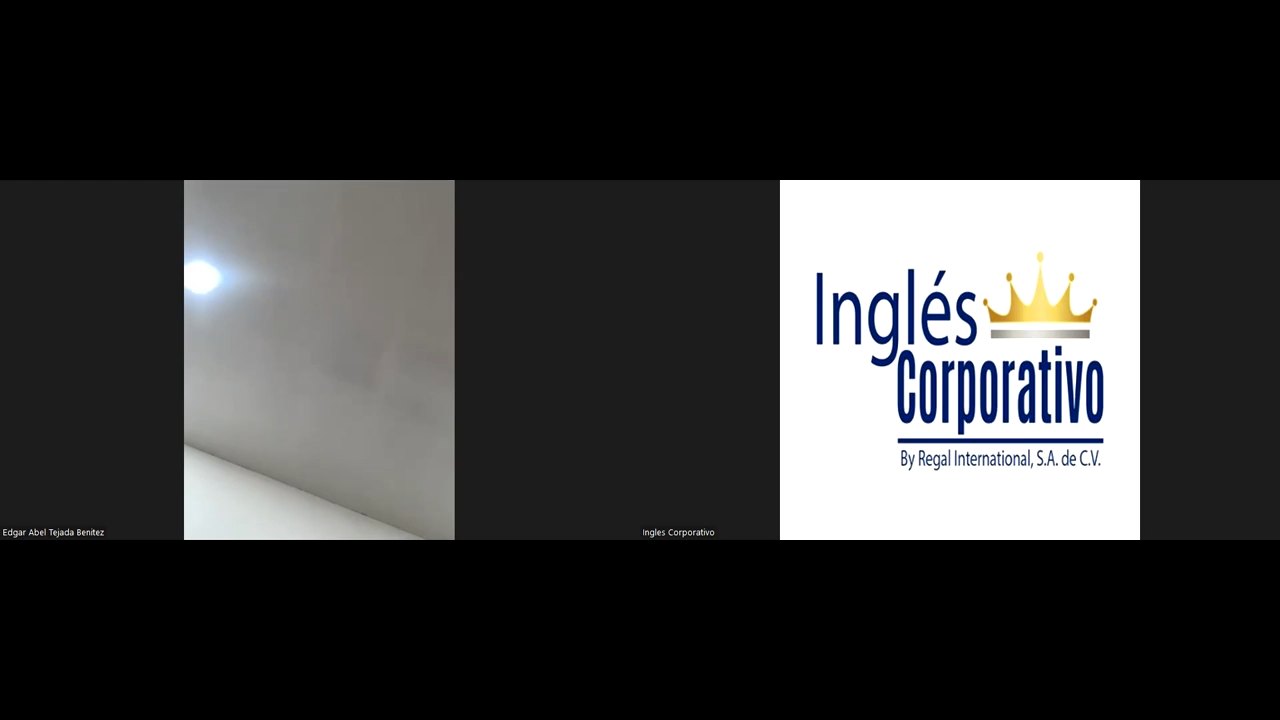 Inglés
Corporativo
By Regal International, S.A. de C.V.
Edgar Abel Tejada Benitez
Ingles Corporativo